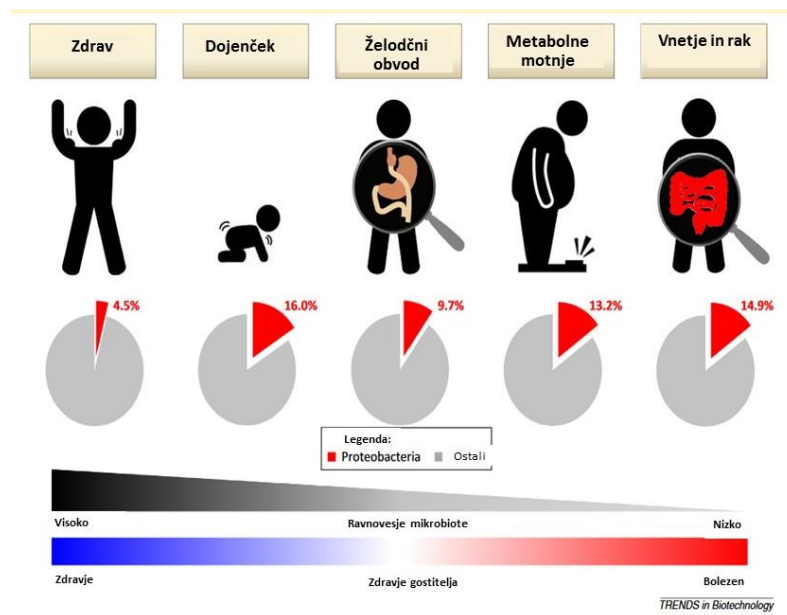 Zdrav
Dojenček
Želodčni
obvod
Metabolne
motnje
Vnetje in rak
4.5%
16.0%
9.7%
13.2%
14.9%
Legenda:
Proteobacteria
Ostali
Visoko
Ravnovesje mikrobiote
Nizko
Zdravje
Zdravje gostitelja
Bolezen
TRENDS in Biotechnology